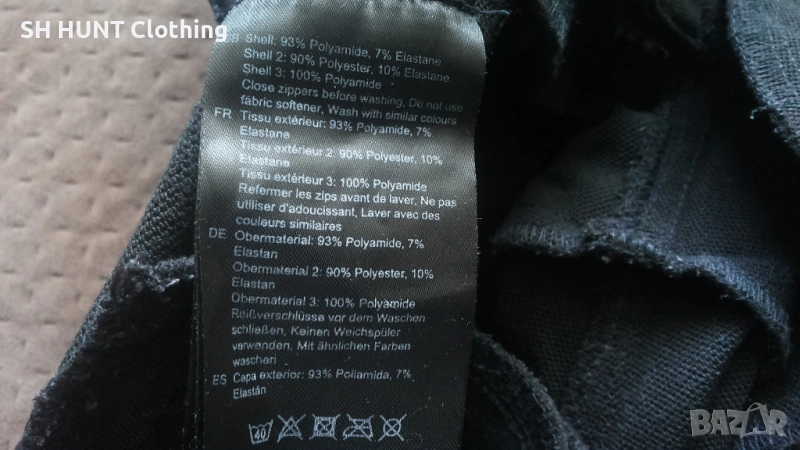 SH HUNT Clothing
Shell: 93% Polyamide, 7% Elastane
Shell 2: 90% Polyester, 10% Elastane
Shell 3: 100% Polyamide
Close zippers before washing, Do not use
fabric softener, Wash with similar colours
FR Tissu extérieur: 93% Polyamide, 7%
Elastane
Tissu extérieur 2: 90% Polyester, 10%
Elastane
Tissu extérieur 3: 100% Polyamide
Refermer les zips avant de laver, Ne pas
utiliser d'adoucissant, Laver avec des
couleurs similaires
DE Obermaterial: 93% Polyamide, 7%
Elastan
Obermaterial 2: 90% Polyester, 10%
Elastan
Obermaterial 3: 100% Polyamide
Reißverschlüsse vor dem Waschen
schließen, Keinen Weichspüler
verwenden, Mit ähnlichen Farben
waschen
ES Capa exterior: 93% Poliamida, 7%
Elastán
40
BAZAR